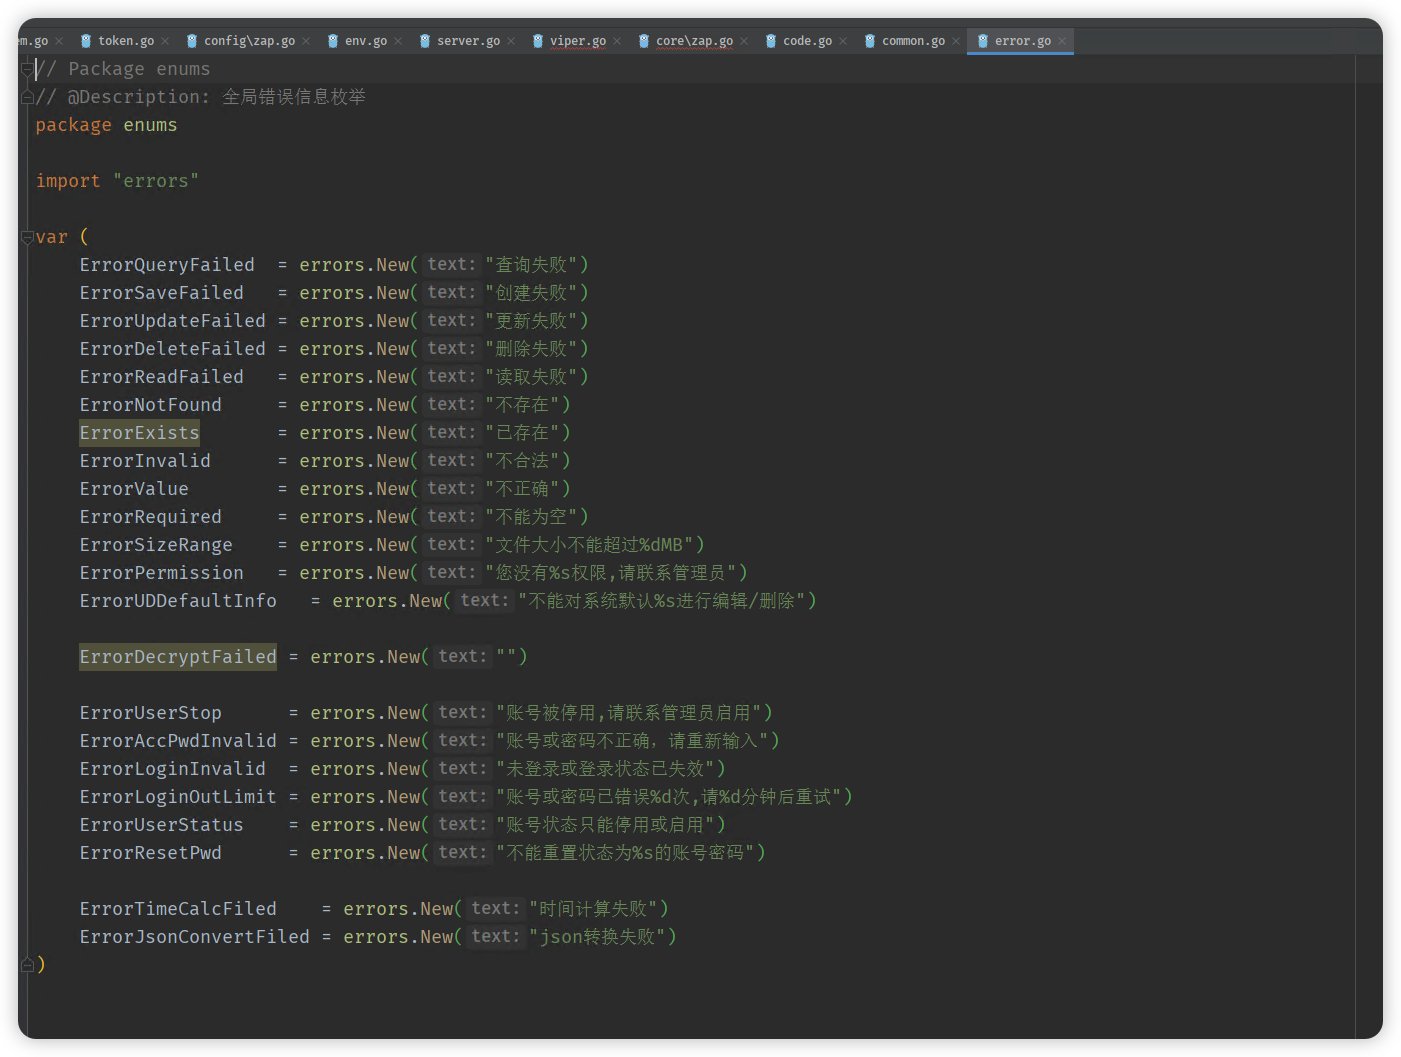 em.go token.go config\zap.go env.go server.go viper.go core\zap.go code.go common.go error.go
// Package enums
// @Description: 全局错误信息枚举
package enums
import "errors"
var (
ErrorQueryFailed = errors.New( text: "查询失败")
ErrorSaveFailed = errors.New( text: "创建失败")
ErrorUpdateFailed = errors.New( text: "更新失败")
ErrorDeleteFailed = errors.New( text: "删除失败")
ErrorReadFailed = errors.New( text: "读取失败")
ErrorNotFound = errors.New( text: "不存在")
ErrorExists = errors.New( text: "已存在")
ErrorInvalid = errors.New( text: "不合法")
ErrorValue = errors.New( text: "不正确")
ErrorRequired = errors.New( text: "不能为空")
ErrorSizeRange = errors.New( text: "文件大小不能超过%dMB")
ErrorPermission = errors.New( text: "您没有%s权限,请联系管理员")
ErrorUDDefaultInfo = errors.New( text: "不能对系统默认%s进行编辑/删除")
ErrorDecryptFailed = errors.New( text: "")
ErrorUserStop = errors.New( text: "账号被停用,请联系管理员启用")
ErrorAccPwdInvalid = errors.New( text: "账号或密码不正确，请重新输入")
ErrorLoginInvalid = errors.New( text: "未登录或登录状态已失效")
ErrorLoginOutLimit = errors.New( text: "账号或密码已错误%d次,请%d分钟后重试")
ErrorUserStatus = errors.New( text: "账号状态只能停用或启用")
ErrorResetPwd = errors.New( text: "不能重置状态为%s的账号密码")
ErrorTimeCalcFiled = errors.New( text: "时间计算失败")
ErrorJsonConvertFiled = errors.New( text: "json转换失败")
)